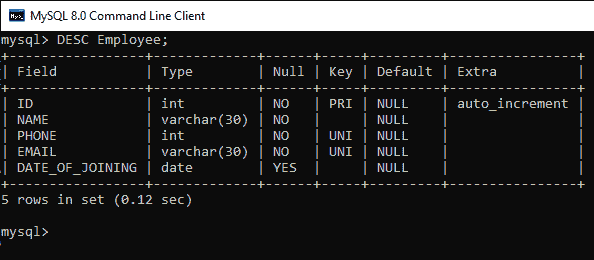 MySQL 8.0 Command Line Client
mysql> DESC Employee;
+-----------------+-------------+------+-----+---------+----------------+
| Field           | Type        | Null | Key | Default | Extra          |
+-----------------+-------------+------+-----+---------+----------------+
| ID              | int         | NO   | PRI | NULL    | auto_increment |
| NAME            | varchar(30) | NO   |     | NULL    |                |
| PHONE           | int         | NO   | UNI | NULL    |                |
| EMAIL           | varchar(30) | NO   | UNI | NULL    |                |
| DATE_OF_JOINING | date        | YES  |     | NULL    |                |
+-----------------+-------------+------+-----+---------+----------------+
5 rows in set (0.12 sec)
mysql>